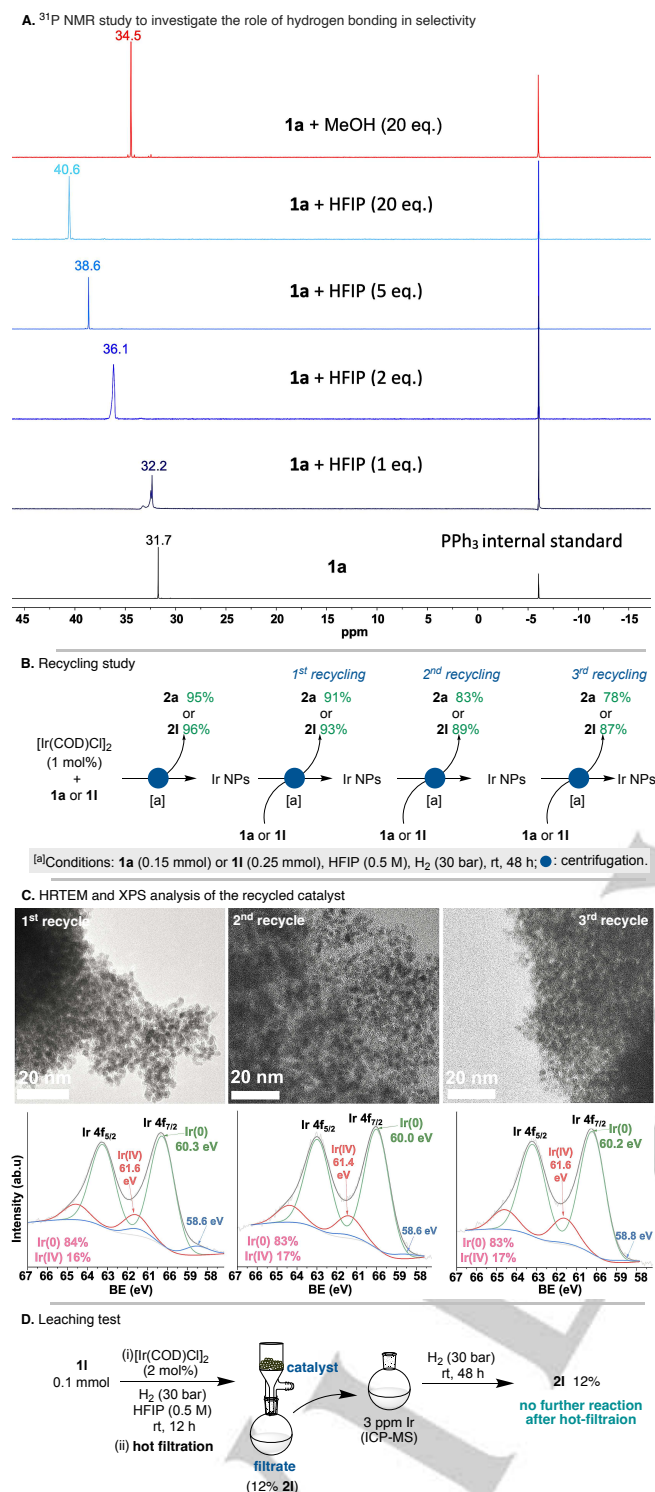 A. ³¹P NMR study to investigate the role of hydrogen bonding in selectivity
34.5
1a + MeOH (20 eq.)
40.6
1a + HFIP (20 eq.)
38.6
1a + HFIP (5 eq.)
36.1
1a + HFIP (2 eq.)
32.2
1a + HFIP (1 eq.)
31.7
PPh₃ internal standard
1a
45 40 35 30 25 20 15 10 5 0 -5 -10 -15
ppm
B. Recycling study
1st recycling 2nd recycling 3rd recycling
2a 95% 2a 91% 2a 83% 2a 78%
or or or or
2l 96% 2l 93% 2l 89% 2l 87%
[Ir(COD)Cl]₂
(1 mol%)
+
1a or 1l
Ir NPs Ir NPs Ir NPs Ir NPs
[a] [a] [a] [a]
1a or 1l 1a or 1l 1a or 1l
[a]Conditions: 1a (0.15 mmol) or 1l (0.25 mmol), HFIP (0.5 M), H₂ (30 bar), rt, 48 h; : centrifugation.
C. HRTEM and XPS analysis of the recycled catalyst
1st recycle 2nd recycle 3rd recycle
20 nm 20 nm 20 nm
Intensity (ab.u)
Ir 4f5/2 Ir 4f7/2 Ir(0)
60.3 eV
Ir(IV)
61.6
eV
58.6 eV
Ir(0) 84%
Ir(IV) 16%
67 66 64 63 61 66 59 58
BE (eV)
Ir 4f5/2 Ir 4f7/2 Ir(0)
60.0 eV
Ir(IV)
61.4
eV
58.6 eV
Ir(0) 83%
Ir(IV) 17%
67 66 64 63 61 66 59 58
BE (eV)
Ir 4f5/2 Ir 4f7/2 Ir(0)
60.2 eV
Ir(IV)
61.6
eV
58.8 eV
Ir(0) 83%
Ir(IV) 17%
67 66 64 63 61 66 59 58
BE (eV)
D. Leaching test
1l
0.1 mmol
(i)[Ir(COD)Cl]₂
(2 mol%)
H₂ (30 bar)
HFIP (0.5 M)
rt, 12 h
(ii) hot filtration
catalyst
filtrate
(12% 2l)
3 ppm Ir
(ICP-MS)
H₂ (30 bar)
rt, 48 h
2l 12%
no further reaction
after hot-filtraion